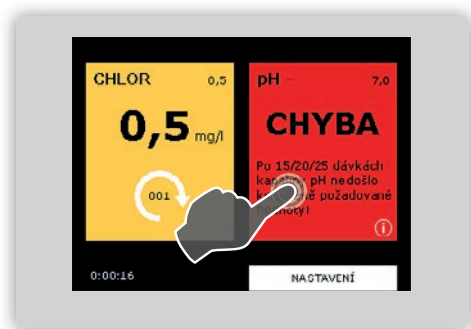 CHLOR 0,5
0,5 mg/l
001
pH – 7,0
CHYBA
Po 15/20/25 dávkách
pH nedošlo
požadované
0:00:16
NASTAVENÍ